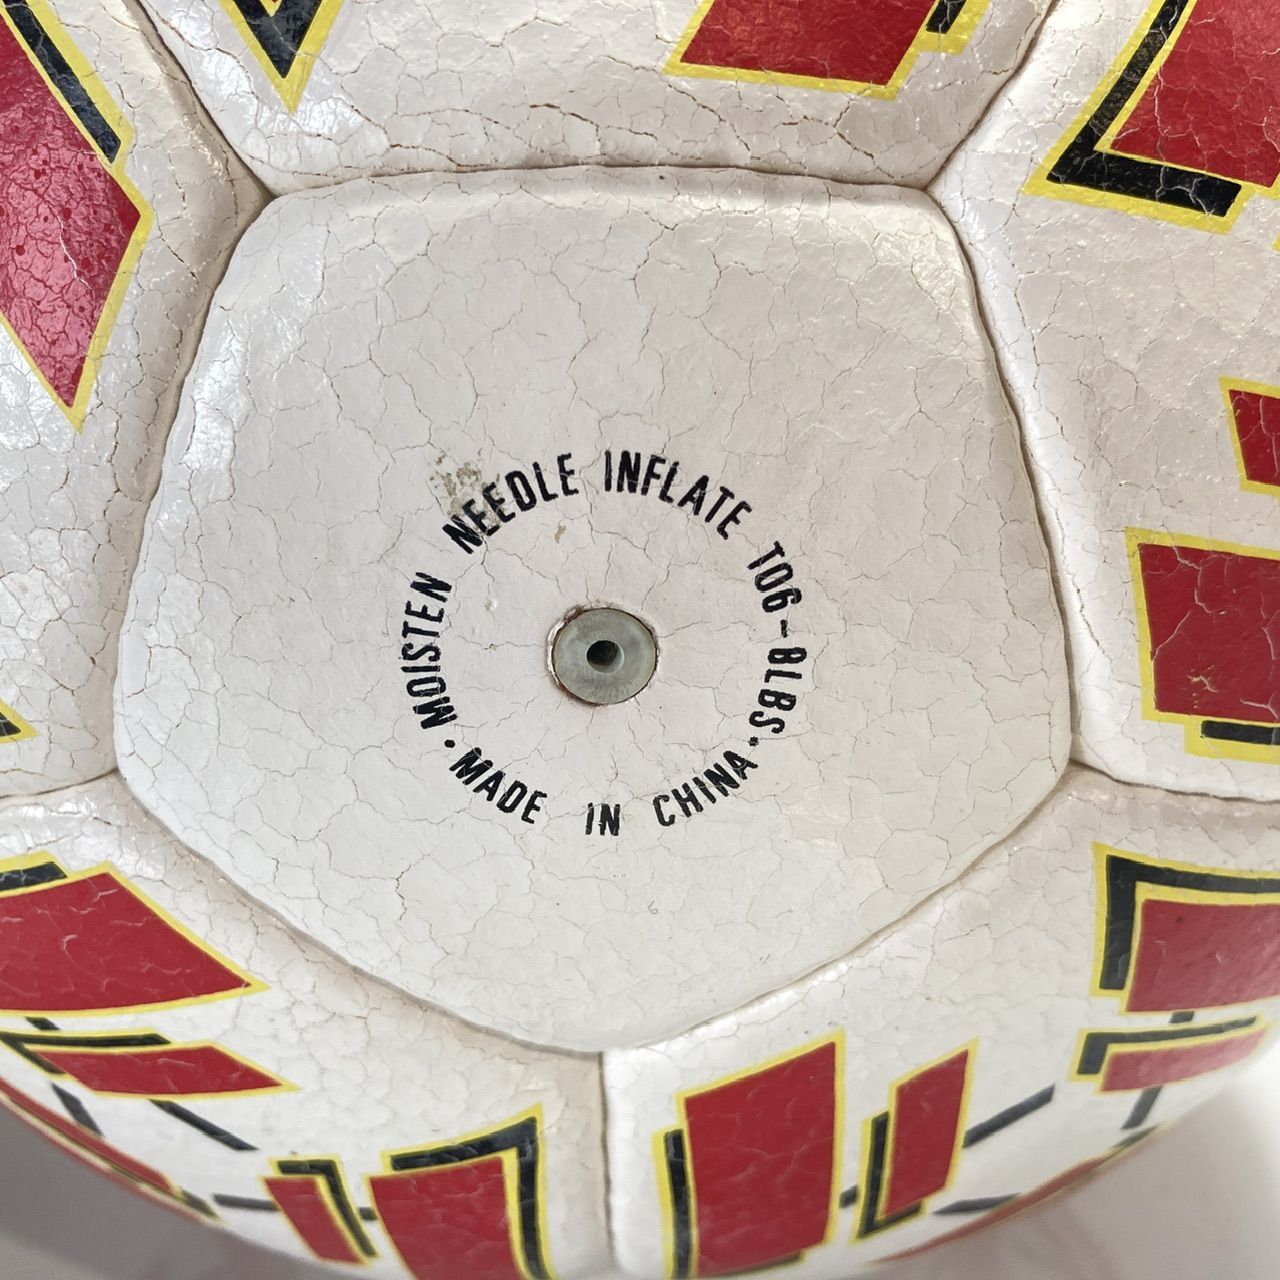 MOISTEN NEEDLE INFLATE TO6-8LBS·
MADE IN CHINA·